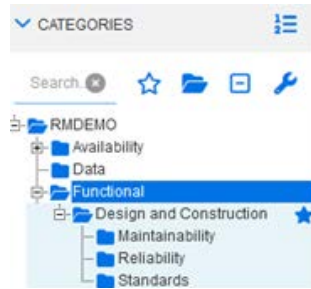 CATEGORIES
Search.
RMDEMO
Availability
Data
Functional
Design and Construction
Maintainability
Reliability
Standards